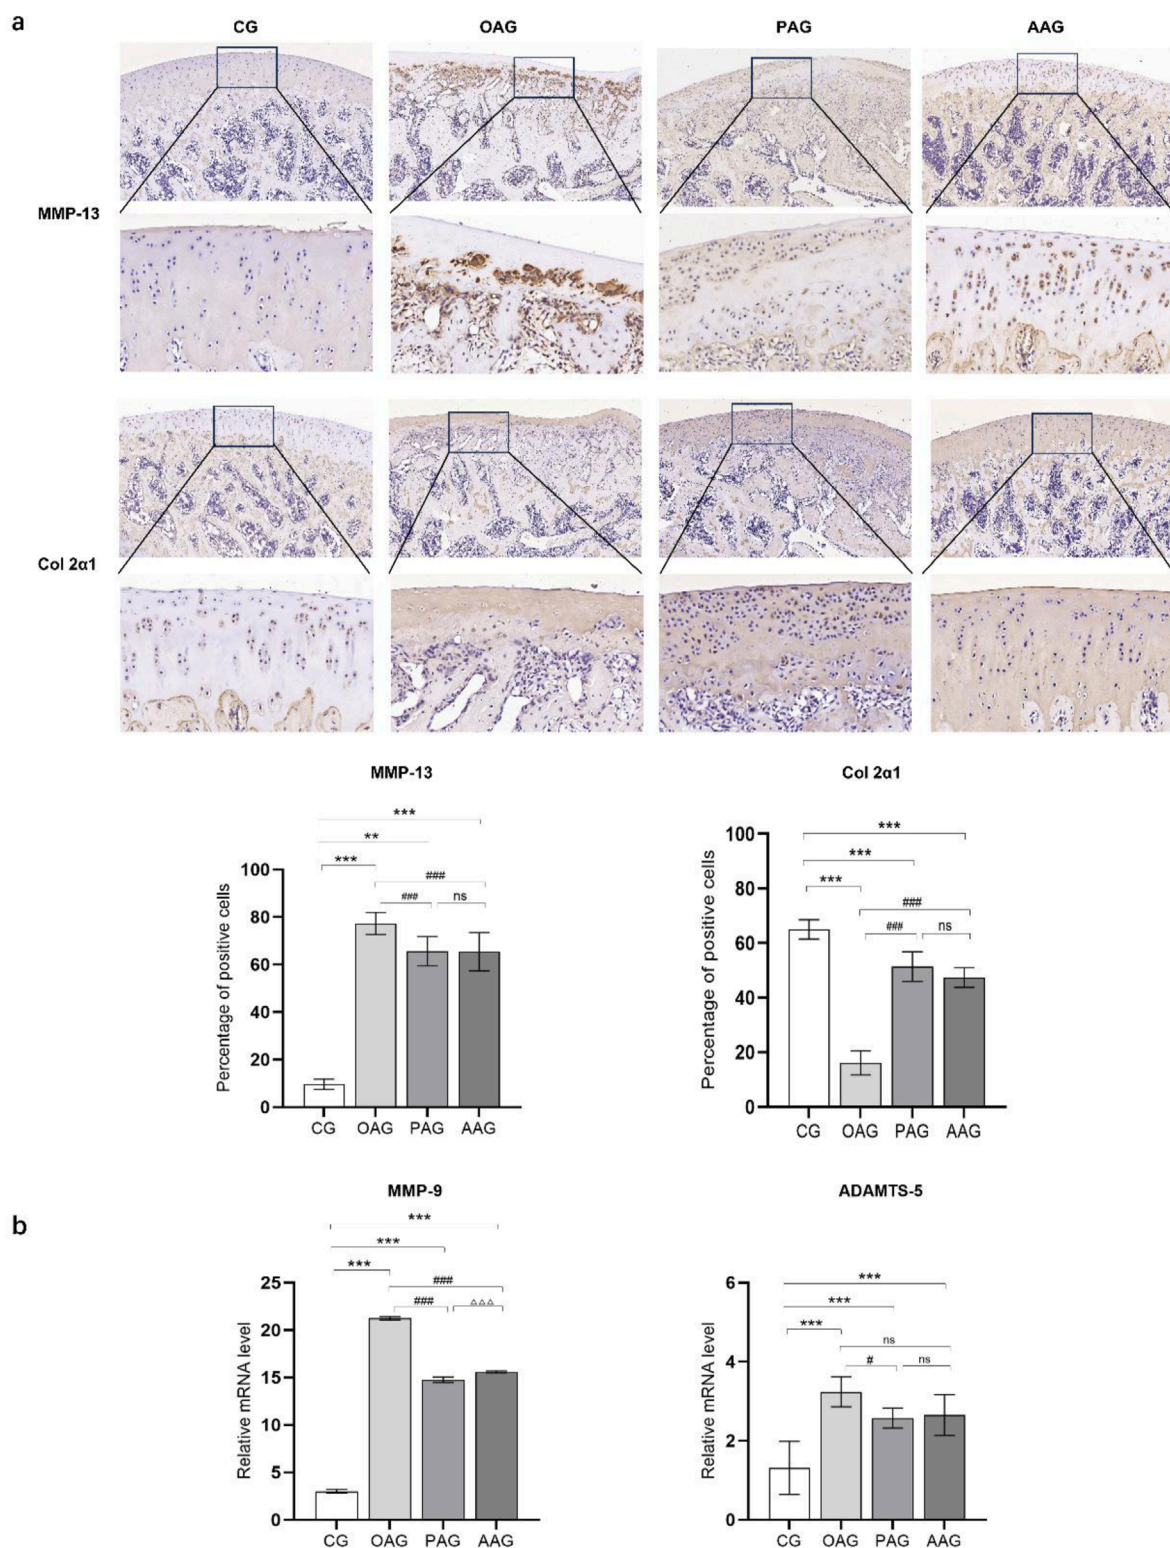 a
CG OAG PAG AAG
MMP-13
Col 2α1
MMP-13
Percentage of positive cells
100
80
60
40
20
0
***
**
***
###
###
ns
CG OAG PAG AAG
Col 2α1
Percentage of positive cells
100
80
60
40
20
0
***
***
***
###
###
ns
CG OAG PAG AAG
b
MMP-9
Relative mRNA level
25
20
15
10
5
0
***
***
***
###
###
△△△
CG OAG PAG AAG
ADAMTS-5
Relative mRNA level
6
4
2
0
***
***
***
ns
#
ns
CG OAG PAG AAG